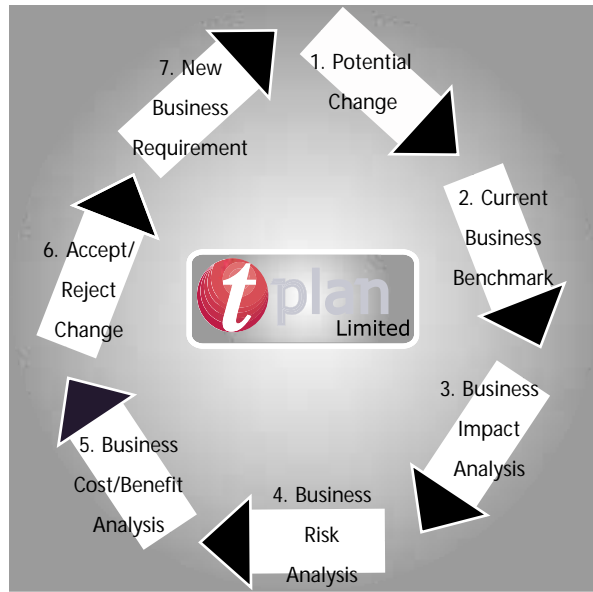 1. Potential
Change
2. Current
Business
Benchmark
3. Business
Impact
Analysis
4. Business
Risk
Analysis
5. Business
Cost/Benefit
Analysis
6. Accept/
Reject
Change
7. New
Business
Requirement
tplan
Limited